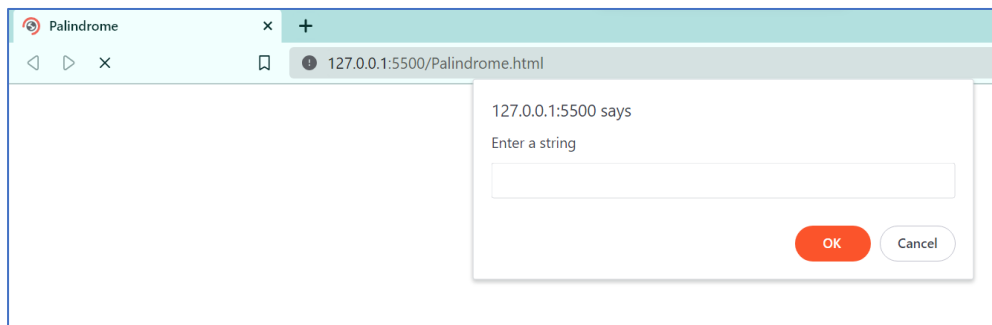 Palindrome
127.0.0.1:5500/Palindrome.html
127.0.0.1:5500 says
Enter a string
OK Cancel